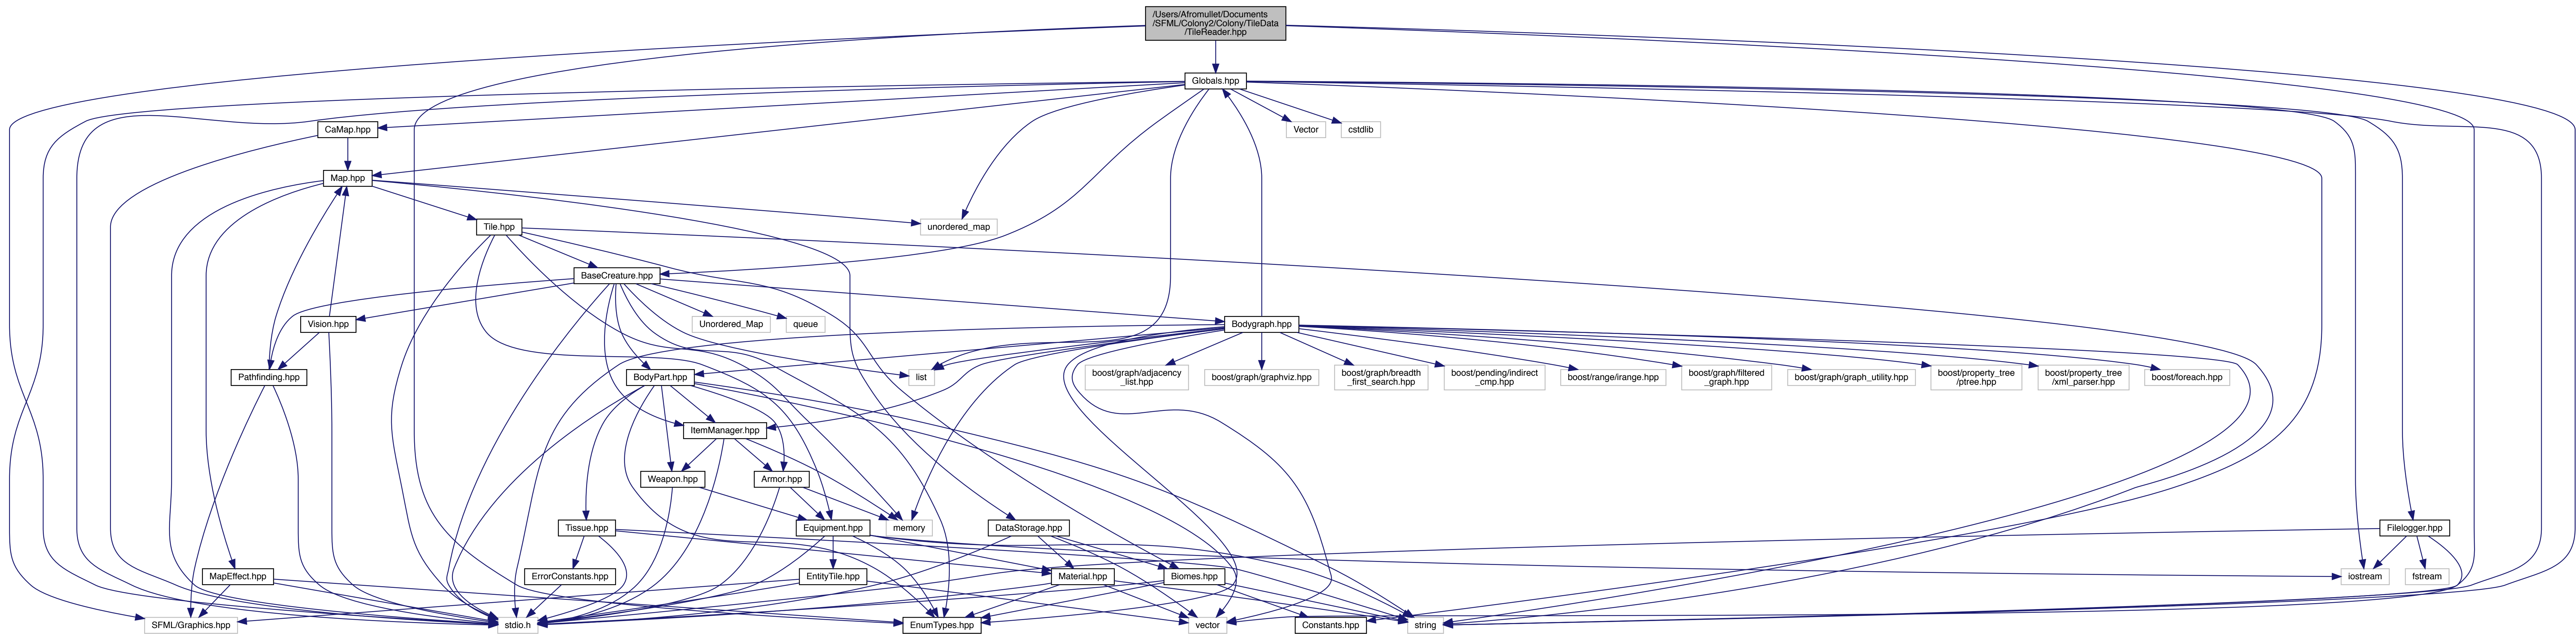 /Users/Afromullet/Documents
/SFML/Colony2/Colony/TileData
/TileReader.hpp
Globals.hpp
CaMap.hpp
Vector
cstdlib
Map.hpp
Tile.hpp
unordered_map
BaseCreature.hpp
Vision.hpp
Unordered_Map
queue
Bodygraph.hpp
Pathfinding.hpp
BodyPart.hpp
list
boost/graph/adjacency
_list.hpp
boost/graph/graphviz.hpp
boost/graph/breadth
_first_search.hpp
boost/pending/indirect
_cmp.hpp
boost/range/irange.hpp
boost/graph/filtered
_graph.hpp
boost/graph/graph_utility.hpp
boost/property_tree
/ptree.hpp
boost/property_tree
/xml_parser.hpp
boost/foreach.hpp
ItemManager.hpp
Weapon.hpp
Armor.hpp
Tissue.hpp
Equipment.hpp
memory
DataStorage.hpp
Filelogger.hpp
MapEffect.hpp
ErrorConstants.hpp
EntityTile.hpp
Material.hpp
Biomes.hpp
iostream
fstream
SFML/Graphics.hpp
stdio.h
EnumTypes.hpp
vector
Constants.hpp
string